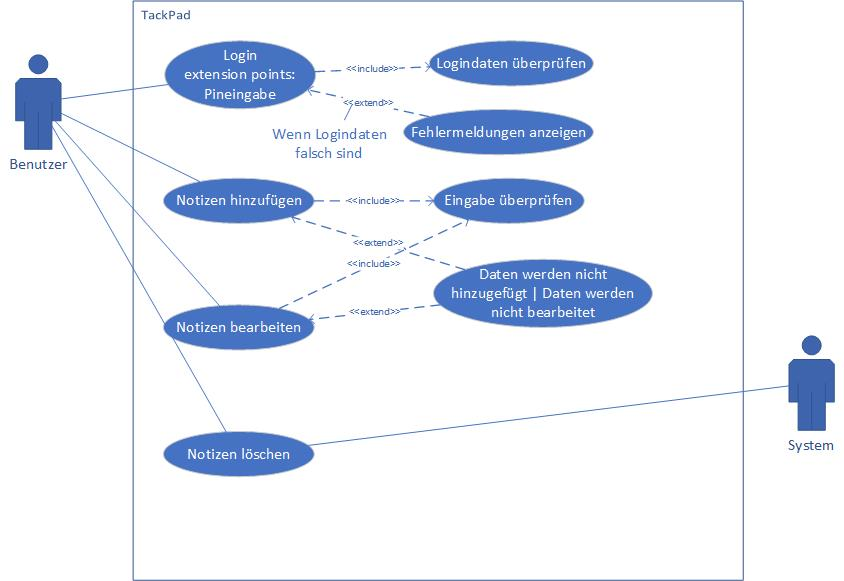 TackPad
Login
extension points:
Pineingabe
<<include>>
Logindaten überprüfen
<<extend>>
Fehlermeldungen anzeigen
Wenn Logindaten
falsch sind
Benutzer
Notizen hinzufügen
<<include>>
Eingabe überprüfen
<<extend>>
<<include>>
Daten werden nicht
hinzugefügt | Daten werden
nicht bearbeitet
<<extend>>
Notizen bearbeiten
System
Notizen löschen